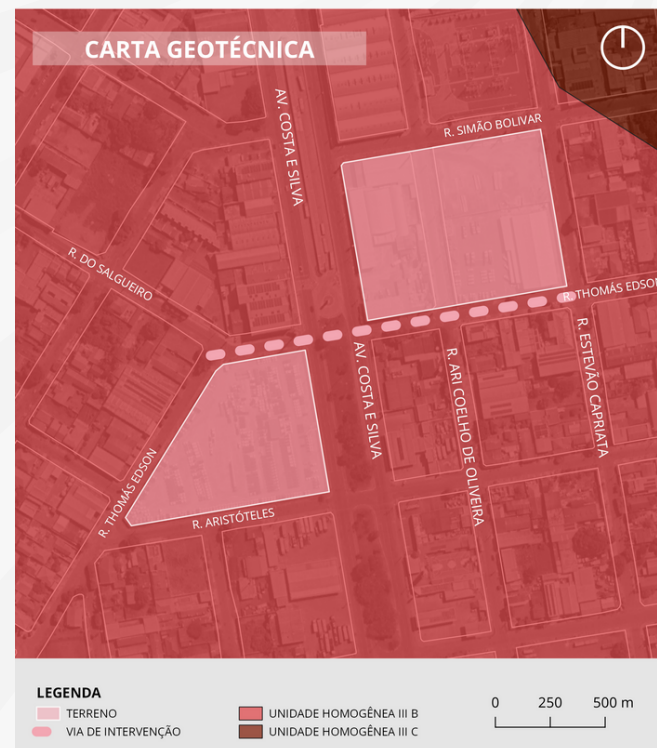 CARTA GEOTÉCNICA
AV. COSTA E SILVA
R. SIMÃO BOLIVAR
R. DO SALGUEIRO
R. THOMÁS EDSON
AV. COSTA E SILVA
R. ARI COELHO DE OLIVEIRA
R. ESTEVÃO CAPRIATA
R. THOMÁS EDSON
R. ARISTÓTELES
LEGENDA
TERRENO
VIA DE INTERVENÇÃO
UNIDADE HOMOGÊNEA III B
UNIDADE HOMOGÊNEA III C
0 250 500 m